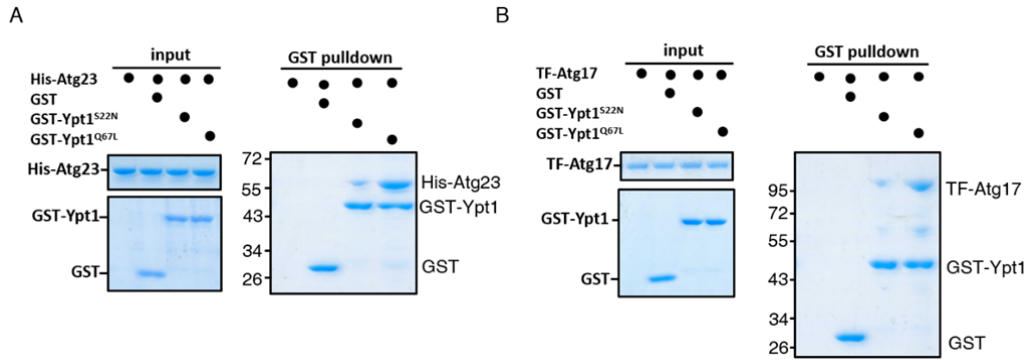 A
input
His-Atg23
GST
GST-Ypt1S22N
GST-Ypt1Q67L
His-Atg23
GST-Ypt1
GST
GST pulldown
72
55
43
34
26
His-Atg23
GST-Ypt1
GST
B
input
TF-Atg17
GST
GST-Ypt1S22N
GST-Ypt1Q67L
TF-Atg17
GST-Ypt1
GST
GST pulldown
95
72
55
43
34
26
TF-Atg17
GST-Ypt1
GST